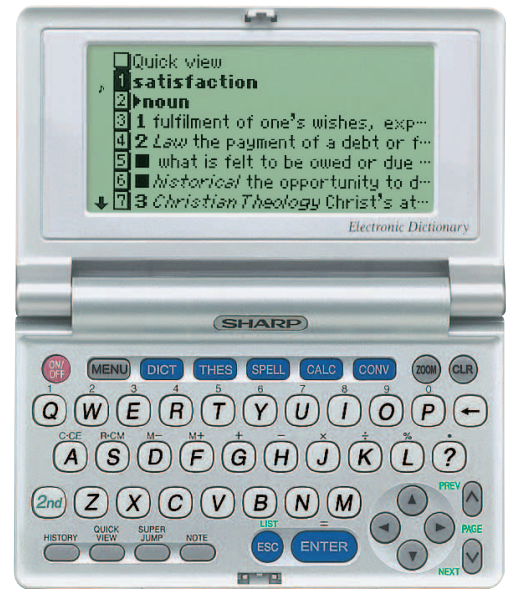 Quick view
1 satisfaction
2 ▶noun
3 1 fulfilment of one's wishes, exp…
4 2 Law the payment of a debt or f…
5 ■ what is felt to be owed or due …
6 ■ historical the opportunity to d…
7 3 Christian Theology Christ's at…
Electronic Dictionary
SHARP
ON/OFF MENU DICT THES SPELL CALC CONV ZOOM CLR
1 2 3 4 5 6 7 8 9 0
Q W E R T Y U I O P ←
C·CE R·CM M− M+ + − × ÷ % •
A S D F G H J K L ?
2nd Z X C V B N M
PREV
PAGE
NEXT
HISTORY QUICK VIEW SUPER JUMP NOTE
LIST =
ESC ENTER